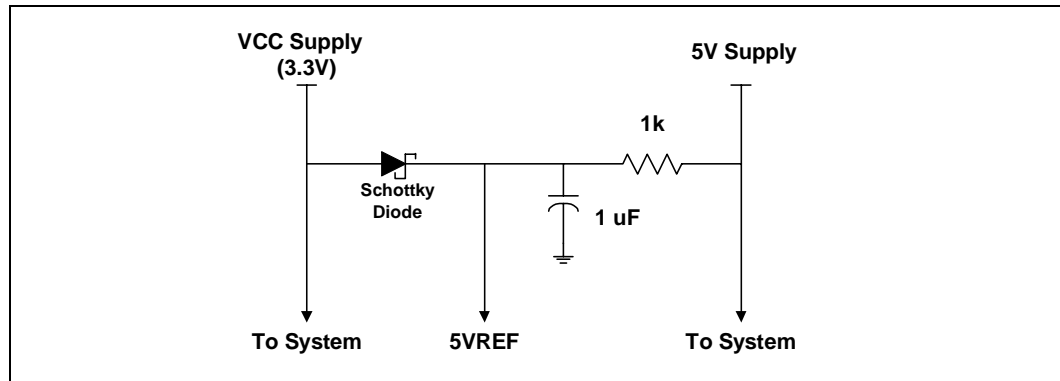 VCC Supply
(3.3V)
5V Supply
1k
Schottky
Diode
1 uF
To System
5VREF
To System